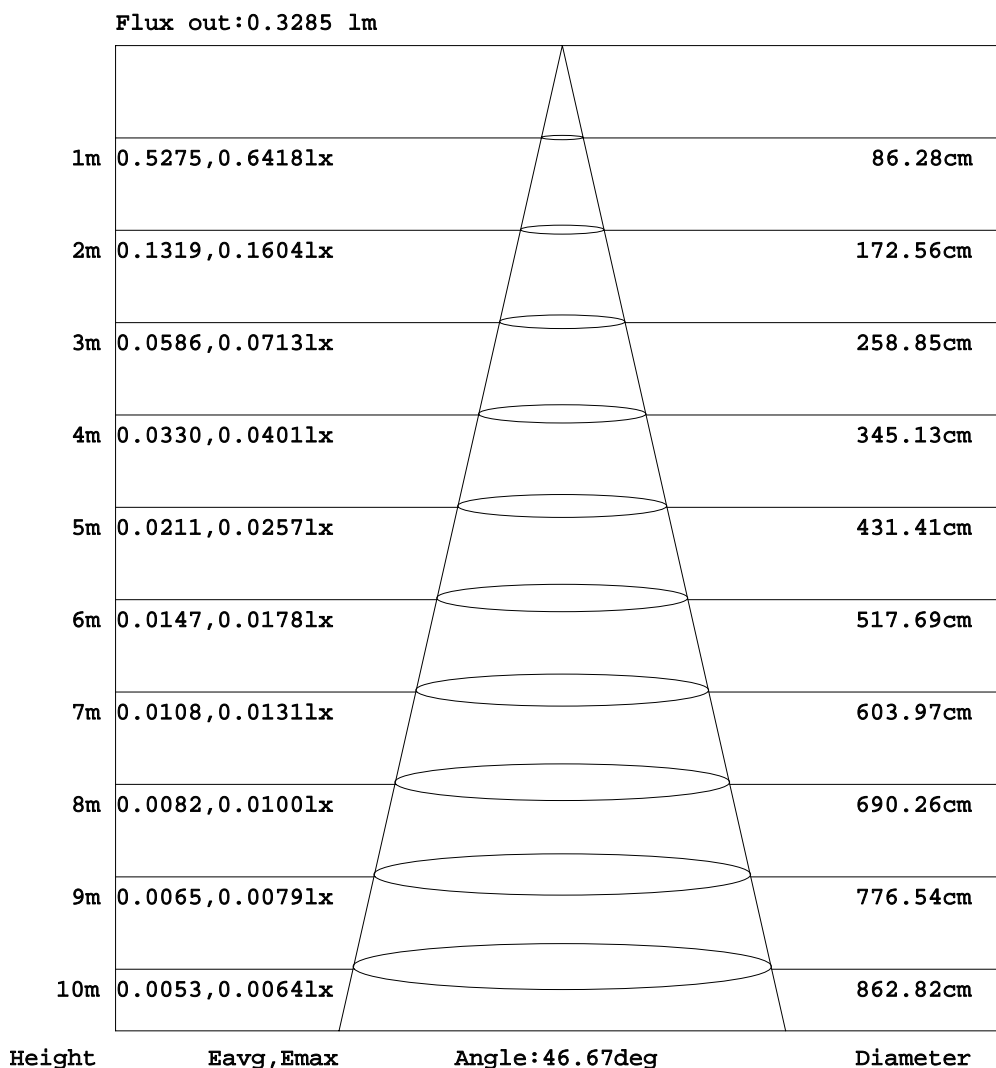 Flux out:0.3285 lm
1m 0.5275,0.6418lx 86.28cm
2m 0.1319,0.1604lx 172.56cm
3m 0.0586,0.0713lx 258.85cm
4m 0.0330,0.0401lx 345.13cm
5m 0.0211,0.0257lx 431.41cm
6m 0.0147,0.0178lx 517.69cm
7m 0.0108,0.0131lx 603.97cm
8m 0.0082,0.0100lx 690.26cm
9m 0.0065,0.0079lx 776.54cm
10m 0.0053,0.0064lx 862.82cm
Height Eavg,Emax Angle:46.67deg Diameter